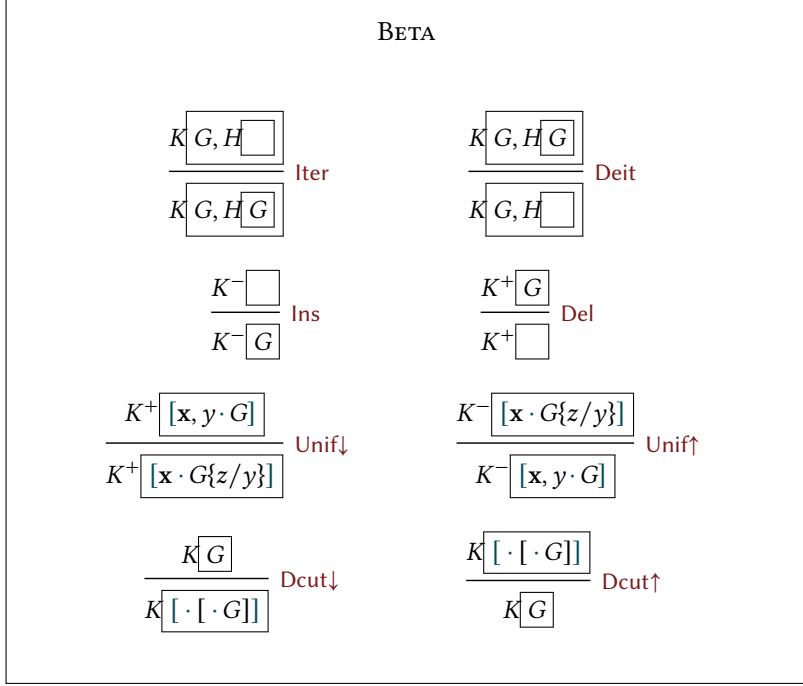 BETA
K G, H Iter K G, H G
K G, H G Deit K G, H
K⁻ Ins K⁻ G
K⁺ G Del K⁺
K⁺ [x, y · G] Unif↓ K⁺ [x · G{z/y}]
K⁻ [x · G{z/y}] Unif↑ K⁻ [x, y · G]
K G Dcut↓ K [ · [ · G]]
K [ · [ · G]] Dcut↑ K G